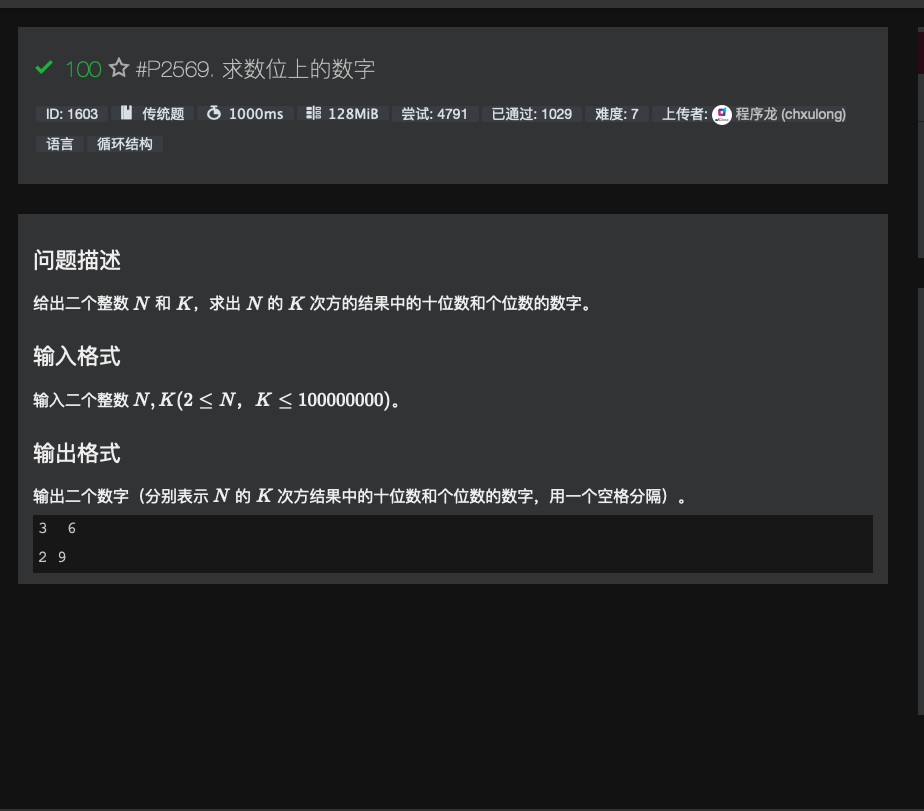 100 #P2569. 求数位上的数字
ID: 1603 传统题 1000ms 128MiB 尝试: 4791 已通过: 1029 难度: 7 上传者: 程序龙 (chxulong)
语言 循环结构
问题描述
给出二个整数 N 和 K，求出 N 的 K 次方的结果中的十位数和个位数的数字。
输入格式
输入二个整数 N, K(2 ≤ N，K ≤ 100000000)。
输出格式
输出二个数字（分别表示 N 的 K 次方结果中的十位数和个位数的数字，用一个空格分隔）。
3  6
2 9